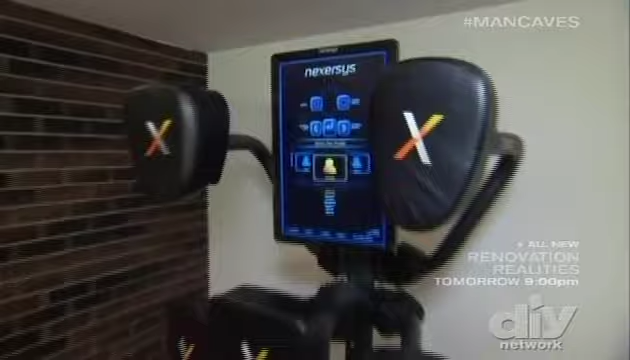 #MANCAVES
nexersys
X
X
• ALL NEW
RENOVATION
REALITIES
TOMORROW 9:00pm
diy
network